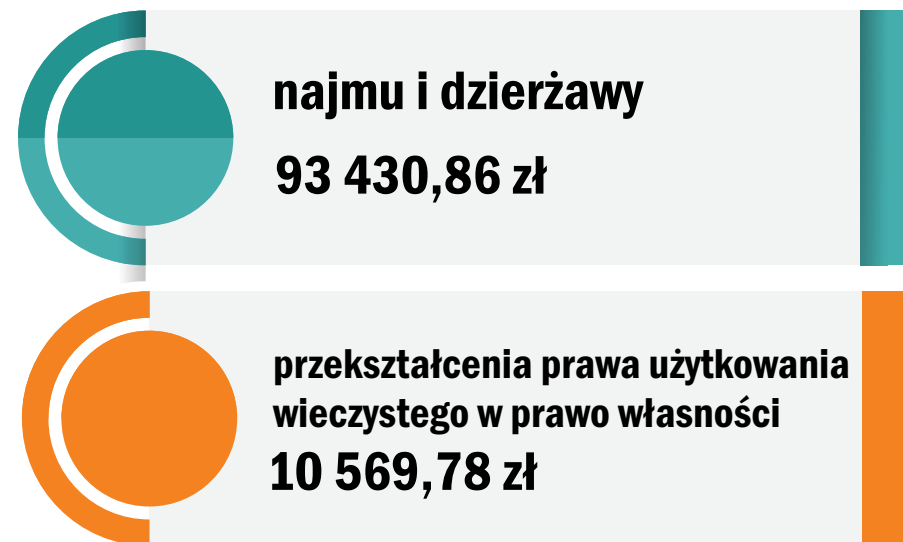 najmu i dzierżawy
93 430,86 zł
przekształcenia prawa użytkowania
wieczystego w prawo własności
10 569,78 zł